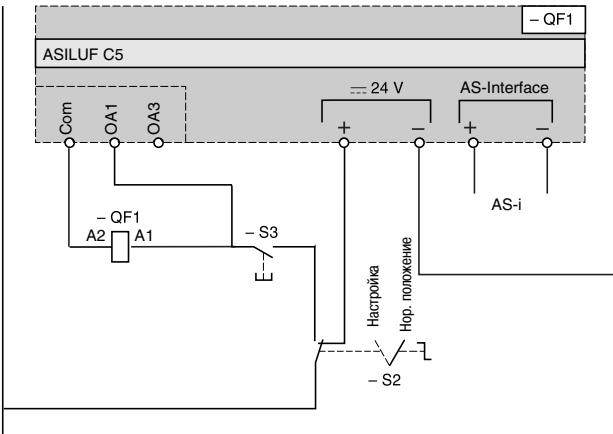 – QF1
ASILUF C5
24 V
AS-Interface
Com
OA1
OA3
+
–
+
–
AS-i
– QF1
A2
A1
– S3
Настройка
Нор. положение
– S2